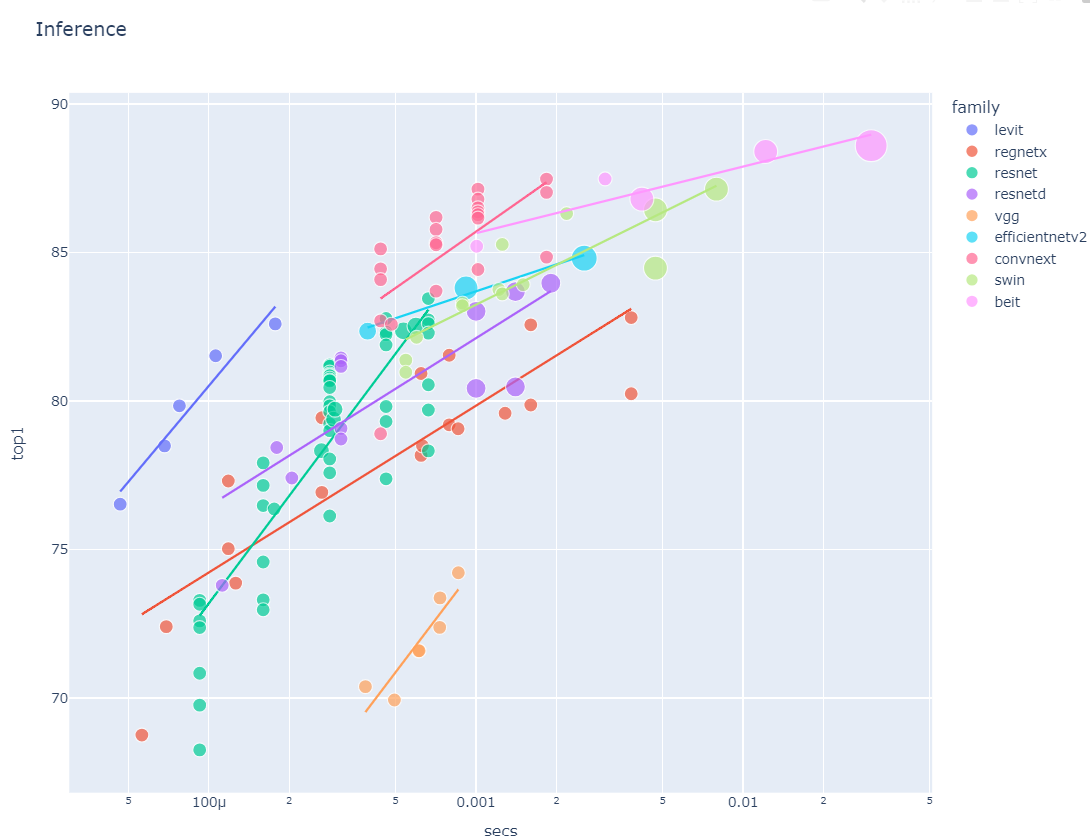 Inference
family
levit
regnetx
resnet
resnetd
vgg
efficientnetv2
convnext
swin
beit
90
85
80
75
70
top1
5 100μ 2 5 0.001 2 5 0.01 2 5
secs